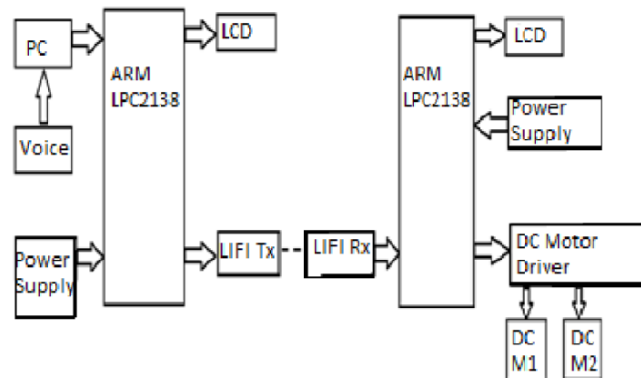 PC
Voice
Power
Supply
ARM
LPC2138
LCD
LIFI Tx
LIFI Rx
ARM
LPC2138
LCD
Power
Supply
DC Motor
Driver
DC
M1
DC
M2